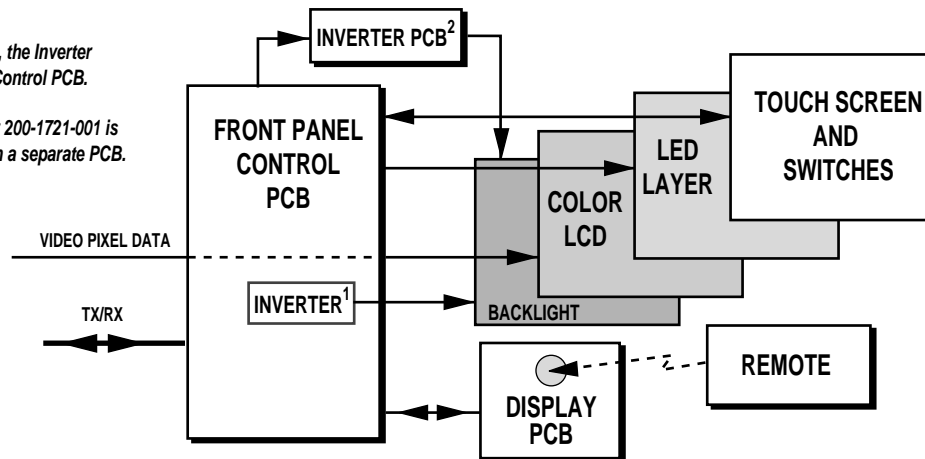 , the Inverter
Control PCB.
200-1721-001 is
a separate PCB.
INVERTER PCB2
FRONT PANEL
CONTROL
PCB
TOUCH SCREEN
AND
SWITCHES
LED
LAYER
COLOR
LCD
VIDEO PIXEL DATA
INVERTER1
BACKLIGHT
TX/RX
REMOTE
DISPLAY
PCB